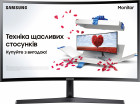 SAMSUNG
Monitor
Техніка щасливих
стосунків
Купуйте з вигодою!